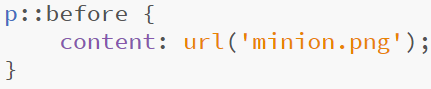 p::before {
    content: url('minion.png');
}